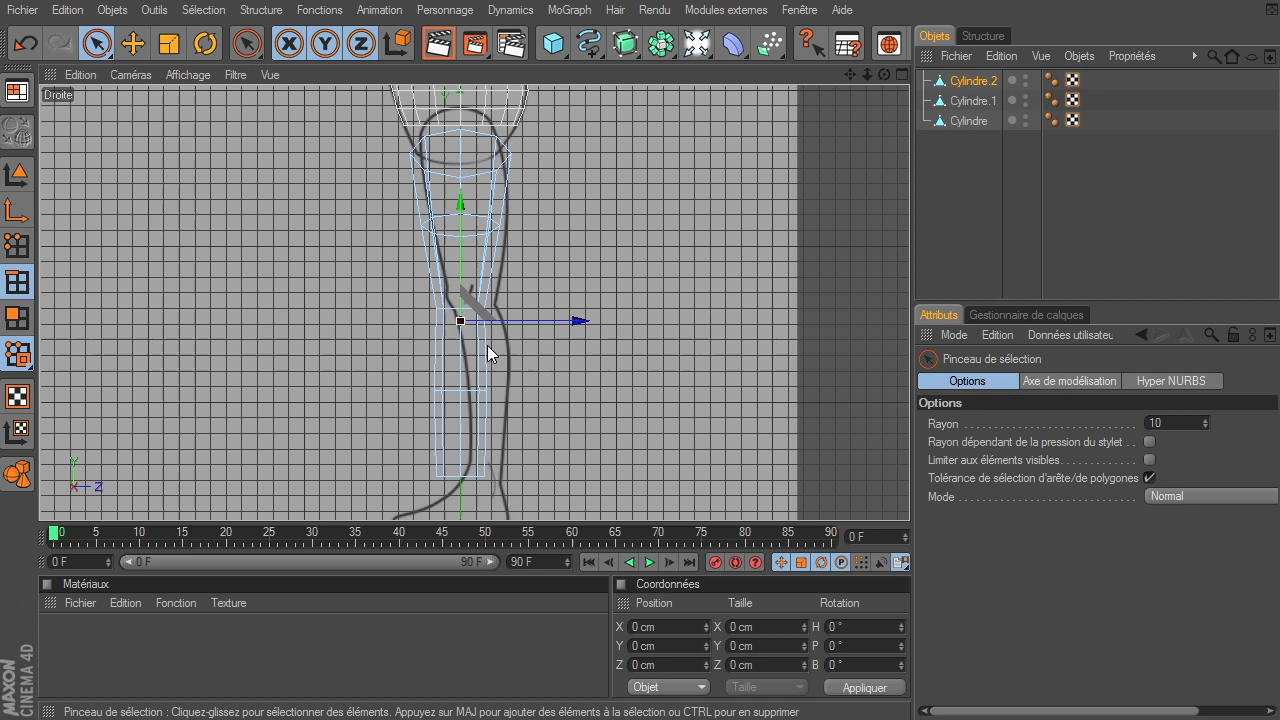 Fichier Edition Objets Outils Sélection Structure Fonctions Animation Personnage Dynamics MoGraph Hair Rendu Modules externes Fenêtre Aide
X Y Z
Edition Caméras Affichage Filtre Vue
Droite
Y
Y
X Z
Objets Structure
Fichier Edition Vue Objets Propriétés
Cylindre.2
Cylindre.1
Cylindre
Attributs Gestionnaire de calques
Mode Edition Données utilisateu
Pinceau de sélection
Options Axe de modélisation Hyper NURBS
Options
Rayon 10
Rayon dépendant de la pression du stylet
Limiter aux éléments visibles
Tolérance de sélection d'arête/de polygones
Mode Normal
0 5 10 15 20 25 30 35 40 45 50 55 60 65 70 75 80 85 90 0 F
0 F 0 F 90 F 90 F
Matériaux
Fichier Edition Fonction Texture
Coordonnées
Position Taille Rotation
X 0 cm X 0 cm H 0 °
Y 0 cm Y 0 cm P 0 °
Z 0 cm Z 0 cm B 0 °
Objet Taille Appliquer
MAXON
CINEMA 4D
Pinceau de sélection : Cliquez-glissez pour sélectionner des éléments. Appuyez sur MAJ pour ajouter des éléments à la sélection ou CTRL pour en supprimer